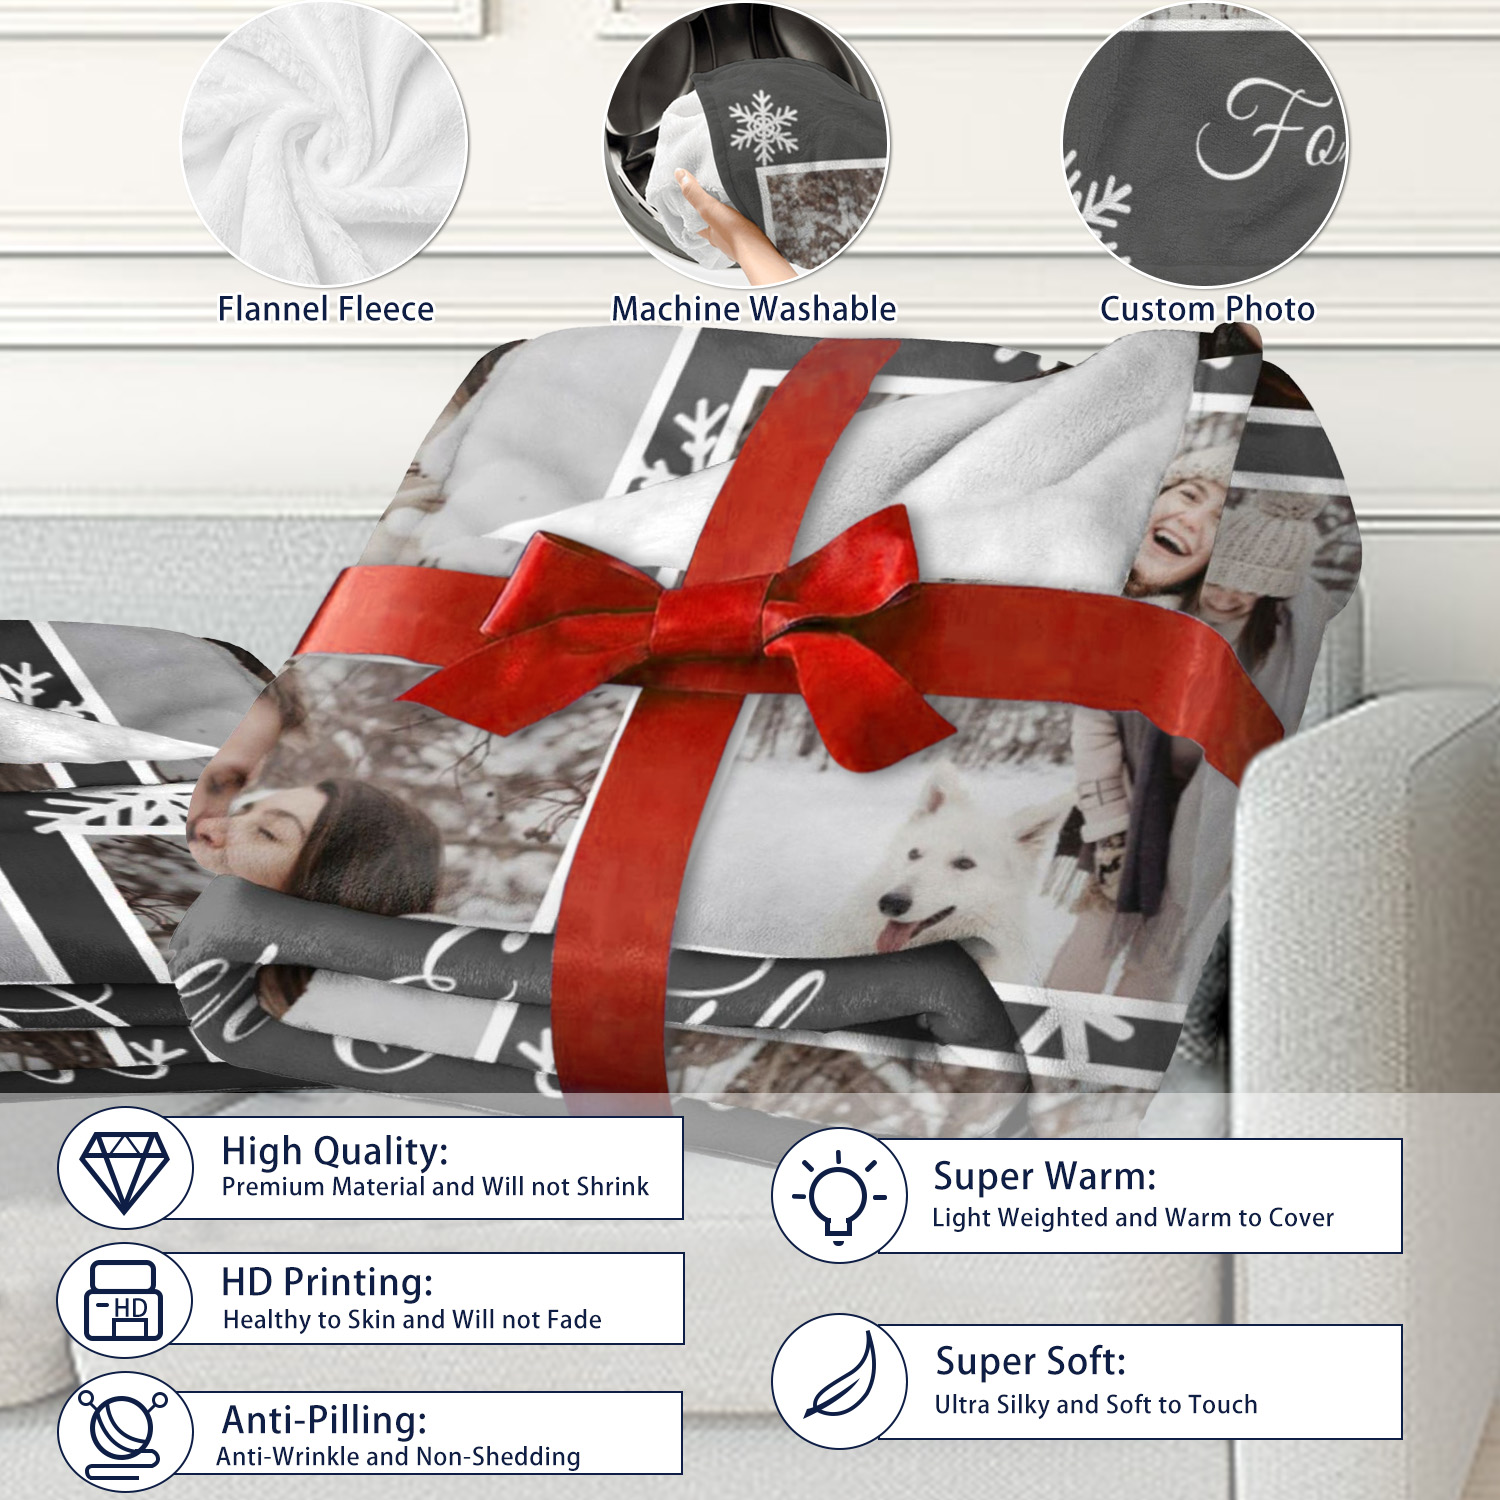 Flannel Fleece
Machine Washable
Custom Photo
High Quality:
Premium Material and Will not Shrink
HD Printing:
Healthy to Skin and Will not Fade
HD
Anti-Pilling:
Anti-Wrinkle and Non-Shedding
Super Warm:
Light Weighted and Warm to Cover
Super Soft:
Ultra Silky and Soft to Touch